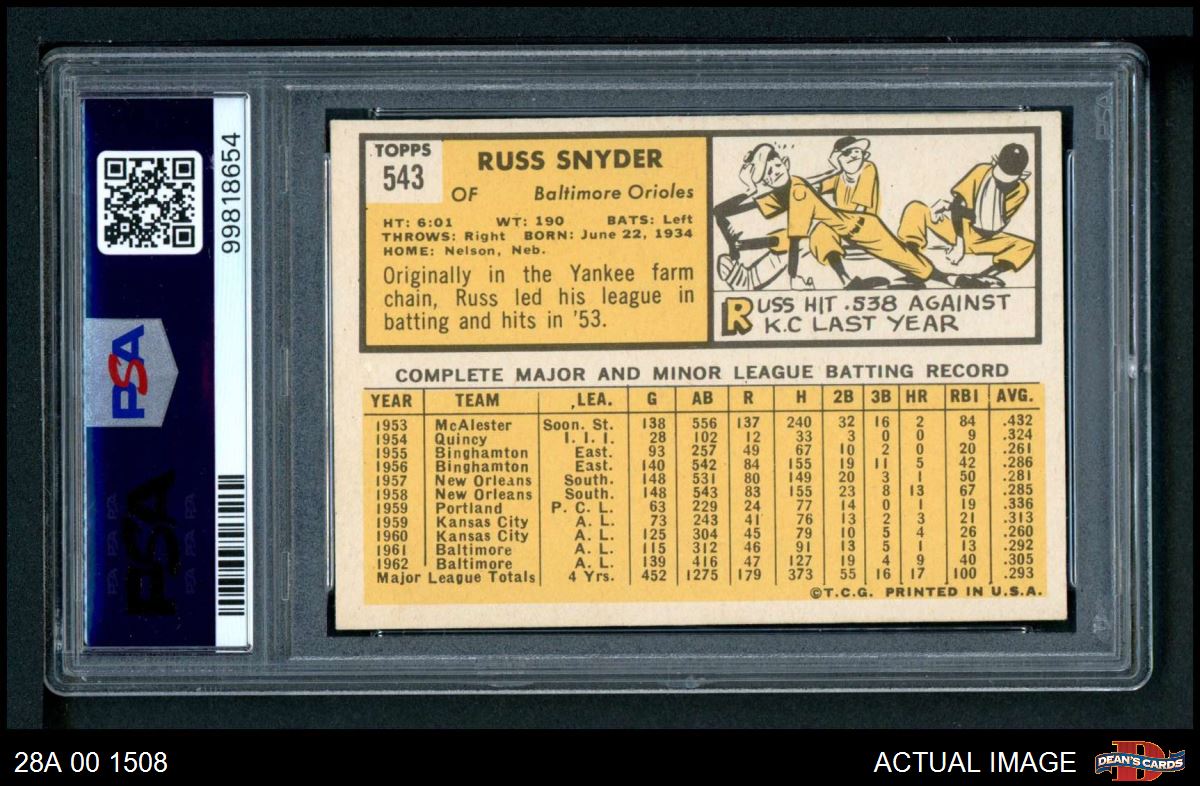 99818654
PSA
PSA
TOPPS
543
RUSS SNYDER
OF Baltimore Orioles
HT: 6:01 WT: 190 BATS: Left
THROWS: Right BORN: June 22, 1934
HOME: Nelson, Neb.
Originally in the Yankee farm
chain, Russ led his league in
batting and hits in '53.
RUSS HIT .538 AGAINST
K.C LAST YEAR
COMPLETE MAJOR AND MINOR LEAGUE BATTING RECORD
YEAR TEAM LEA. G AB R H 2B 3B HR RBI AVG.
1953 McAlester Soon. St. 138 556 137 240 32 16 2 84 .432
1954 Quincy I. I. I. 28 102 12 33 3 0 0 9 .324
1955 Binghamton East. 93 257 49 67 10 2 0 20 .261
1956 Binghamton East. 140 542 84 155 19 11 5 42 .286
1957 New Orleans South. 148 531 80 149 20 3 1 50 .281
1958 New Orleans South. 148 543 83 155 23 8 13 67 .285
1959 Portland P. C. L. 63 229 24 77 14 0 1 19 .336
1959 Kansas City A. L. 73 243 41 76 13 2 3 21 .313
1960 Kansas City A. L. 125 304 45 79 10 5 4 26 .260
1961 Baltimore A. L. 115 312 46 91 13 5 1 13 .292
1962 Baltimore A. L. 139 416 47 127 19 4 9 40 .305
Major League Totals 4 Yrs. 452 1275 179 373 55 16 17 100 .293
©T.C.G. PRINTED IN U.S.A.
28A 00 1508
ACTUAL IMAGE
DEAN'S CARDS